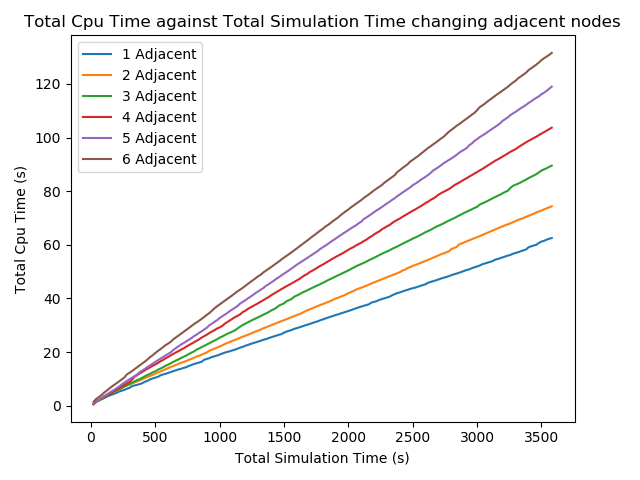 Total Cpu Time against Total Simulation Time changing adjacent nodes
1 Adjacent
2 Adjacent
3 Adjacent
4 Adjacent
5 Adjacent
6 Adjacent
120
100
80
60
40
20
0
Total Cpu Time (s)
0 500 1000 1500 2000 2500 3000 3500
Total Simulation Time (s)